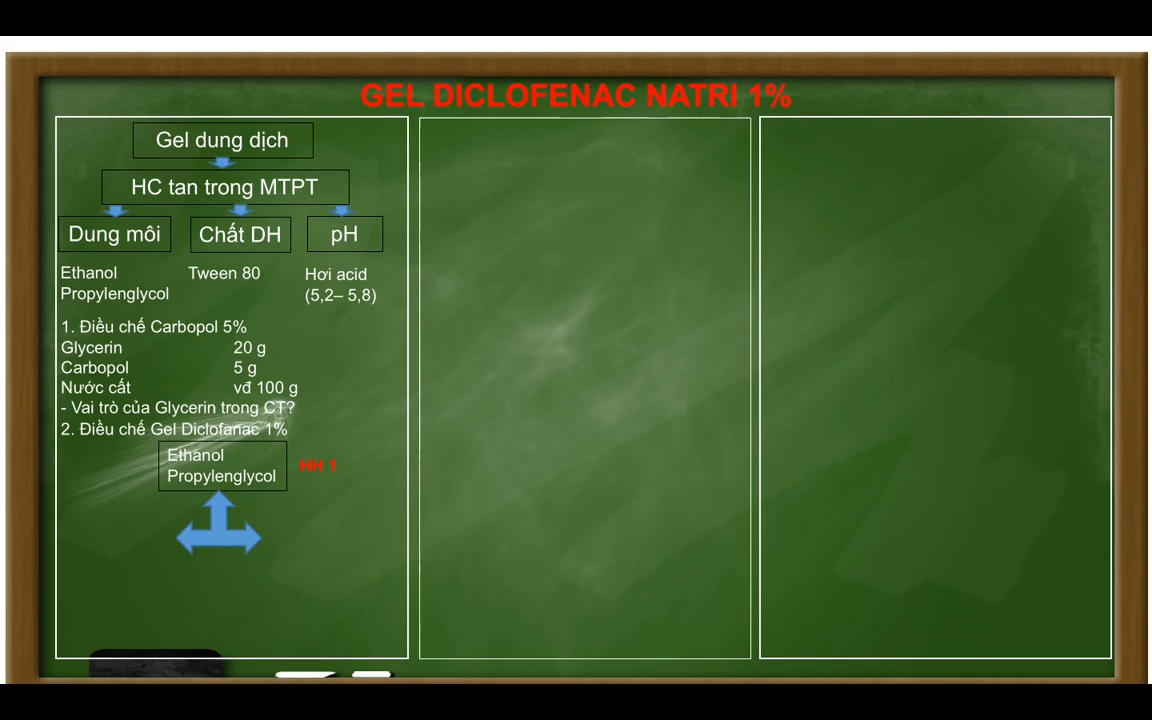 GEL DICLOFENAC NATRI 1%
Gel dung dịch
HC tan trong MTPT
Dung môi Chất DH pH
Ethanol Tween 80 Hơi acid
Propylenglycol (5,2– 5,8)
1. Điều chế Carbopol 5%
Glycerin 20 g
Carbopol 5 g
Nước cất vđ 100 g
- Vai trò của Glycerin trong CT?
2. Điều chế Gel Diclofanac 1%
Ethanol
Propylenglycol HH 1